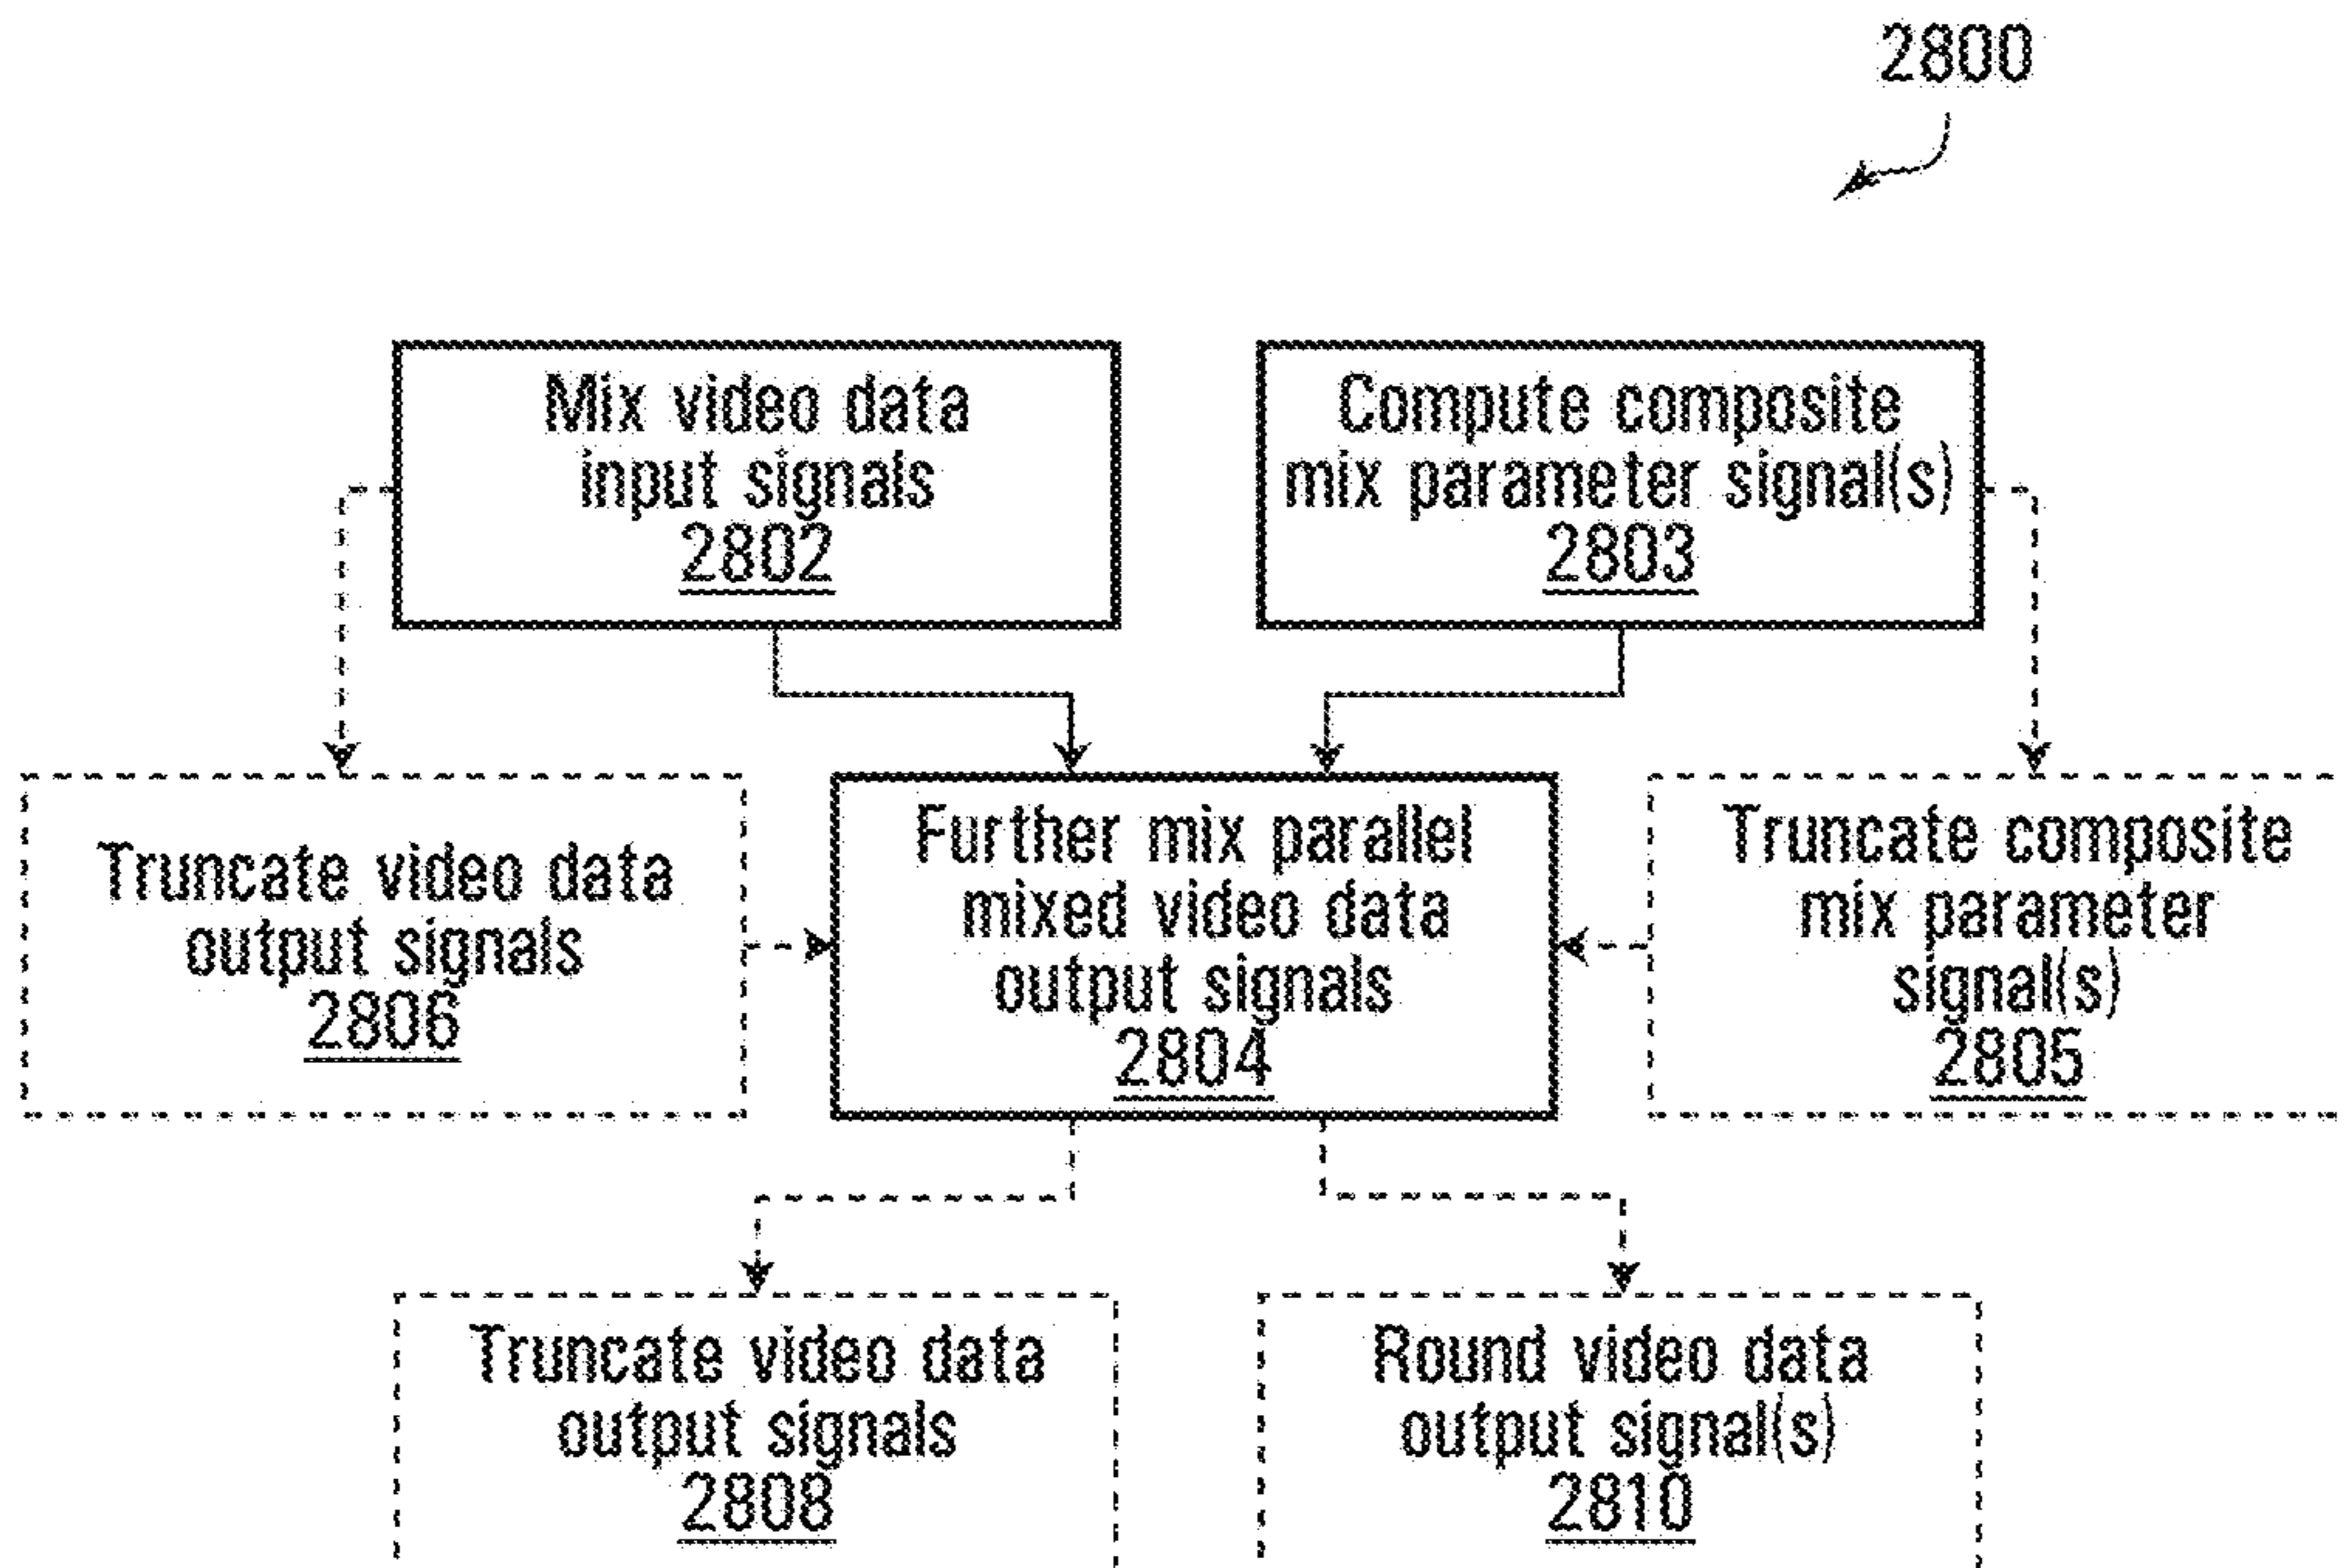 2800
Mix video data
input signals
2802
Compute composite
mix parameter signal(s)
2803
Truncate video data
output signals
2806
Further mix parallel
mixed video data
output signals
2804
Truncate composite
mix parameter
signal(s)
2805
Truncate video data
output signals
2808
Round video data
output signal(s)
2810